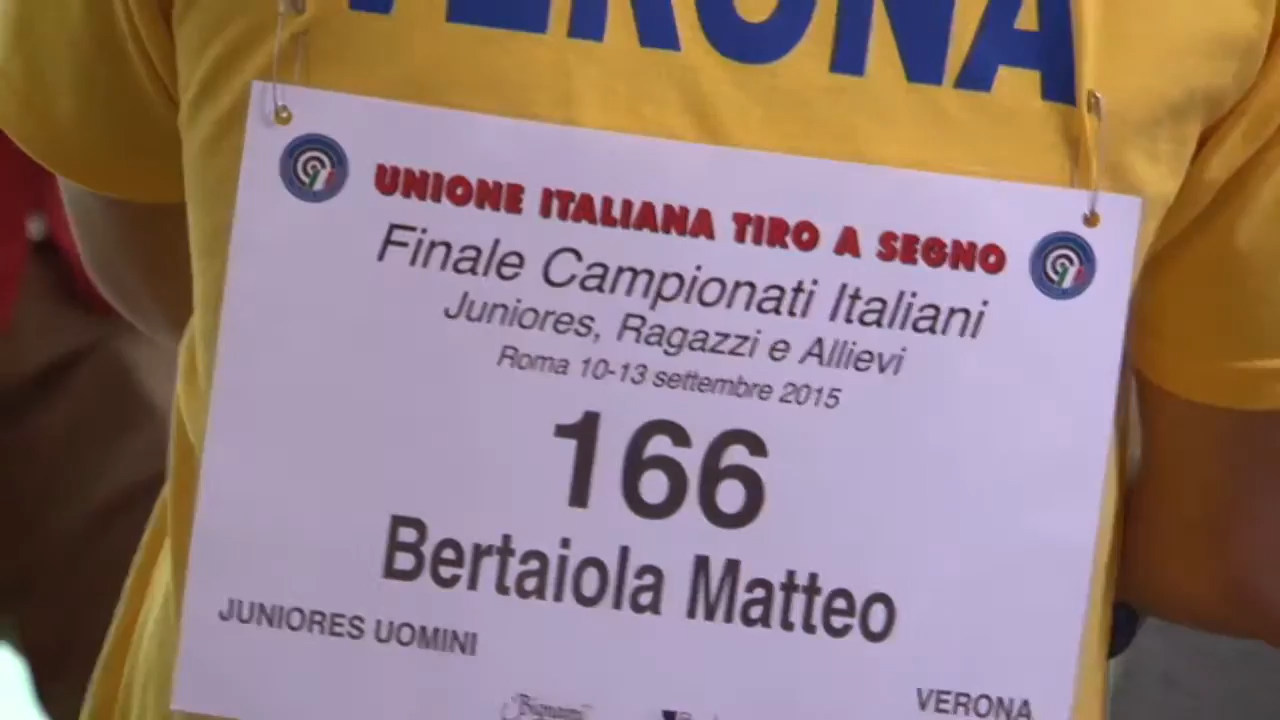 VERONA
UNIONE ITALIANA TIRO A SEGNO
Finale Campionati Italiani
Juniores, Ragazzi e Allievi
Roma 10-13 settembre 2015
166
Bertaiola Matteo
JUNIORES UOMINI
VERONA